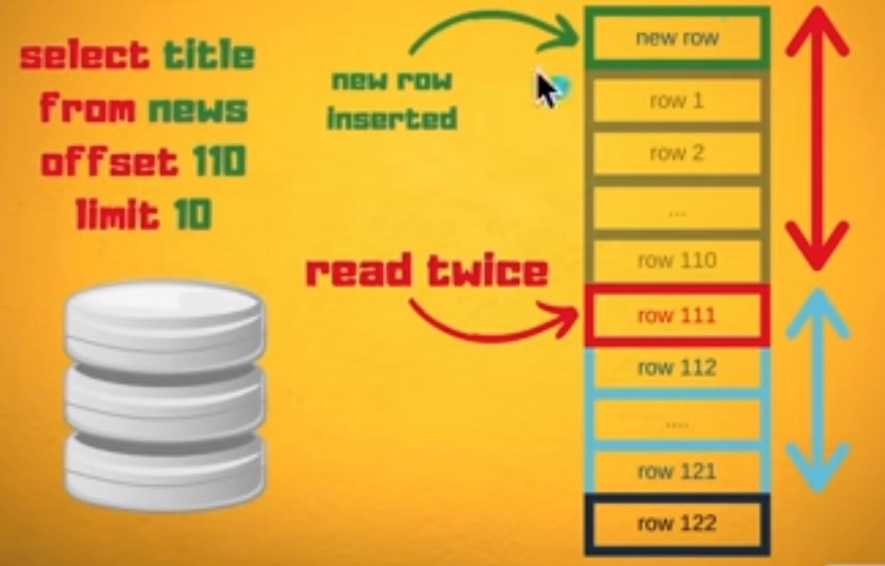 select title
from news
offset 110
limit 10
new row
inserted
read twice
new row
row 1
row 2
...
row 110
row 111
row 112
....
row 121
row 122